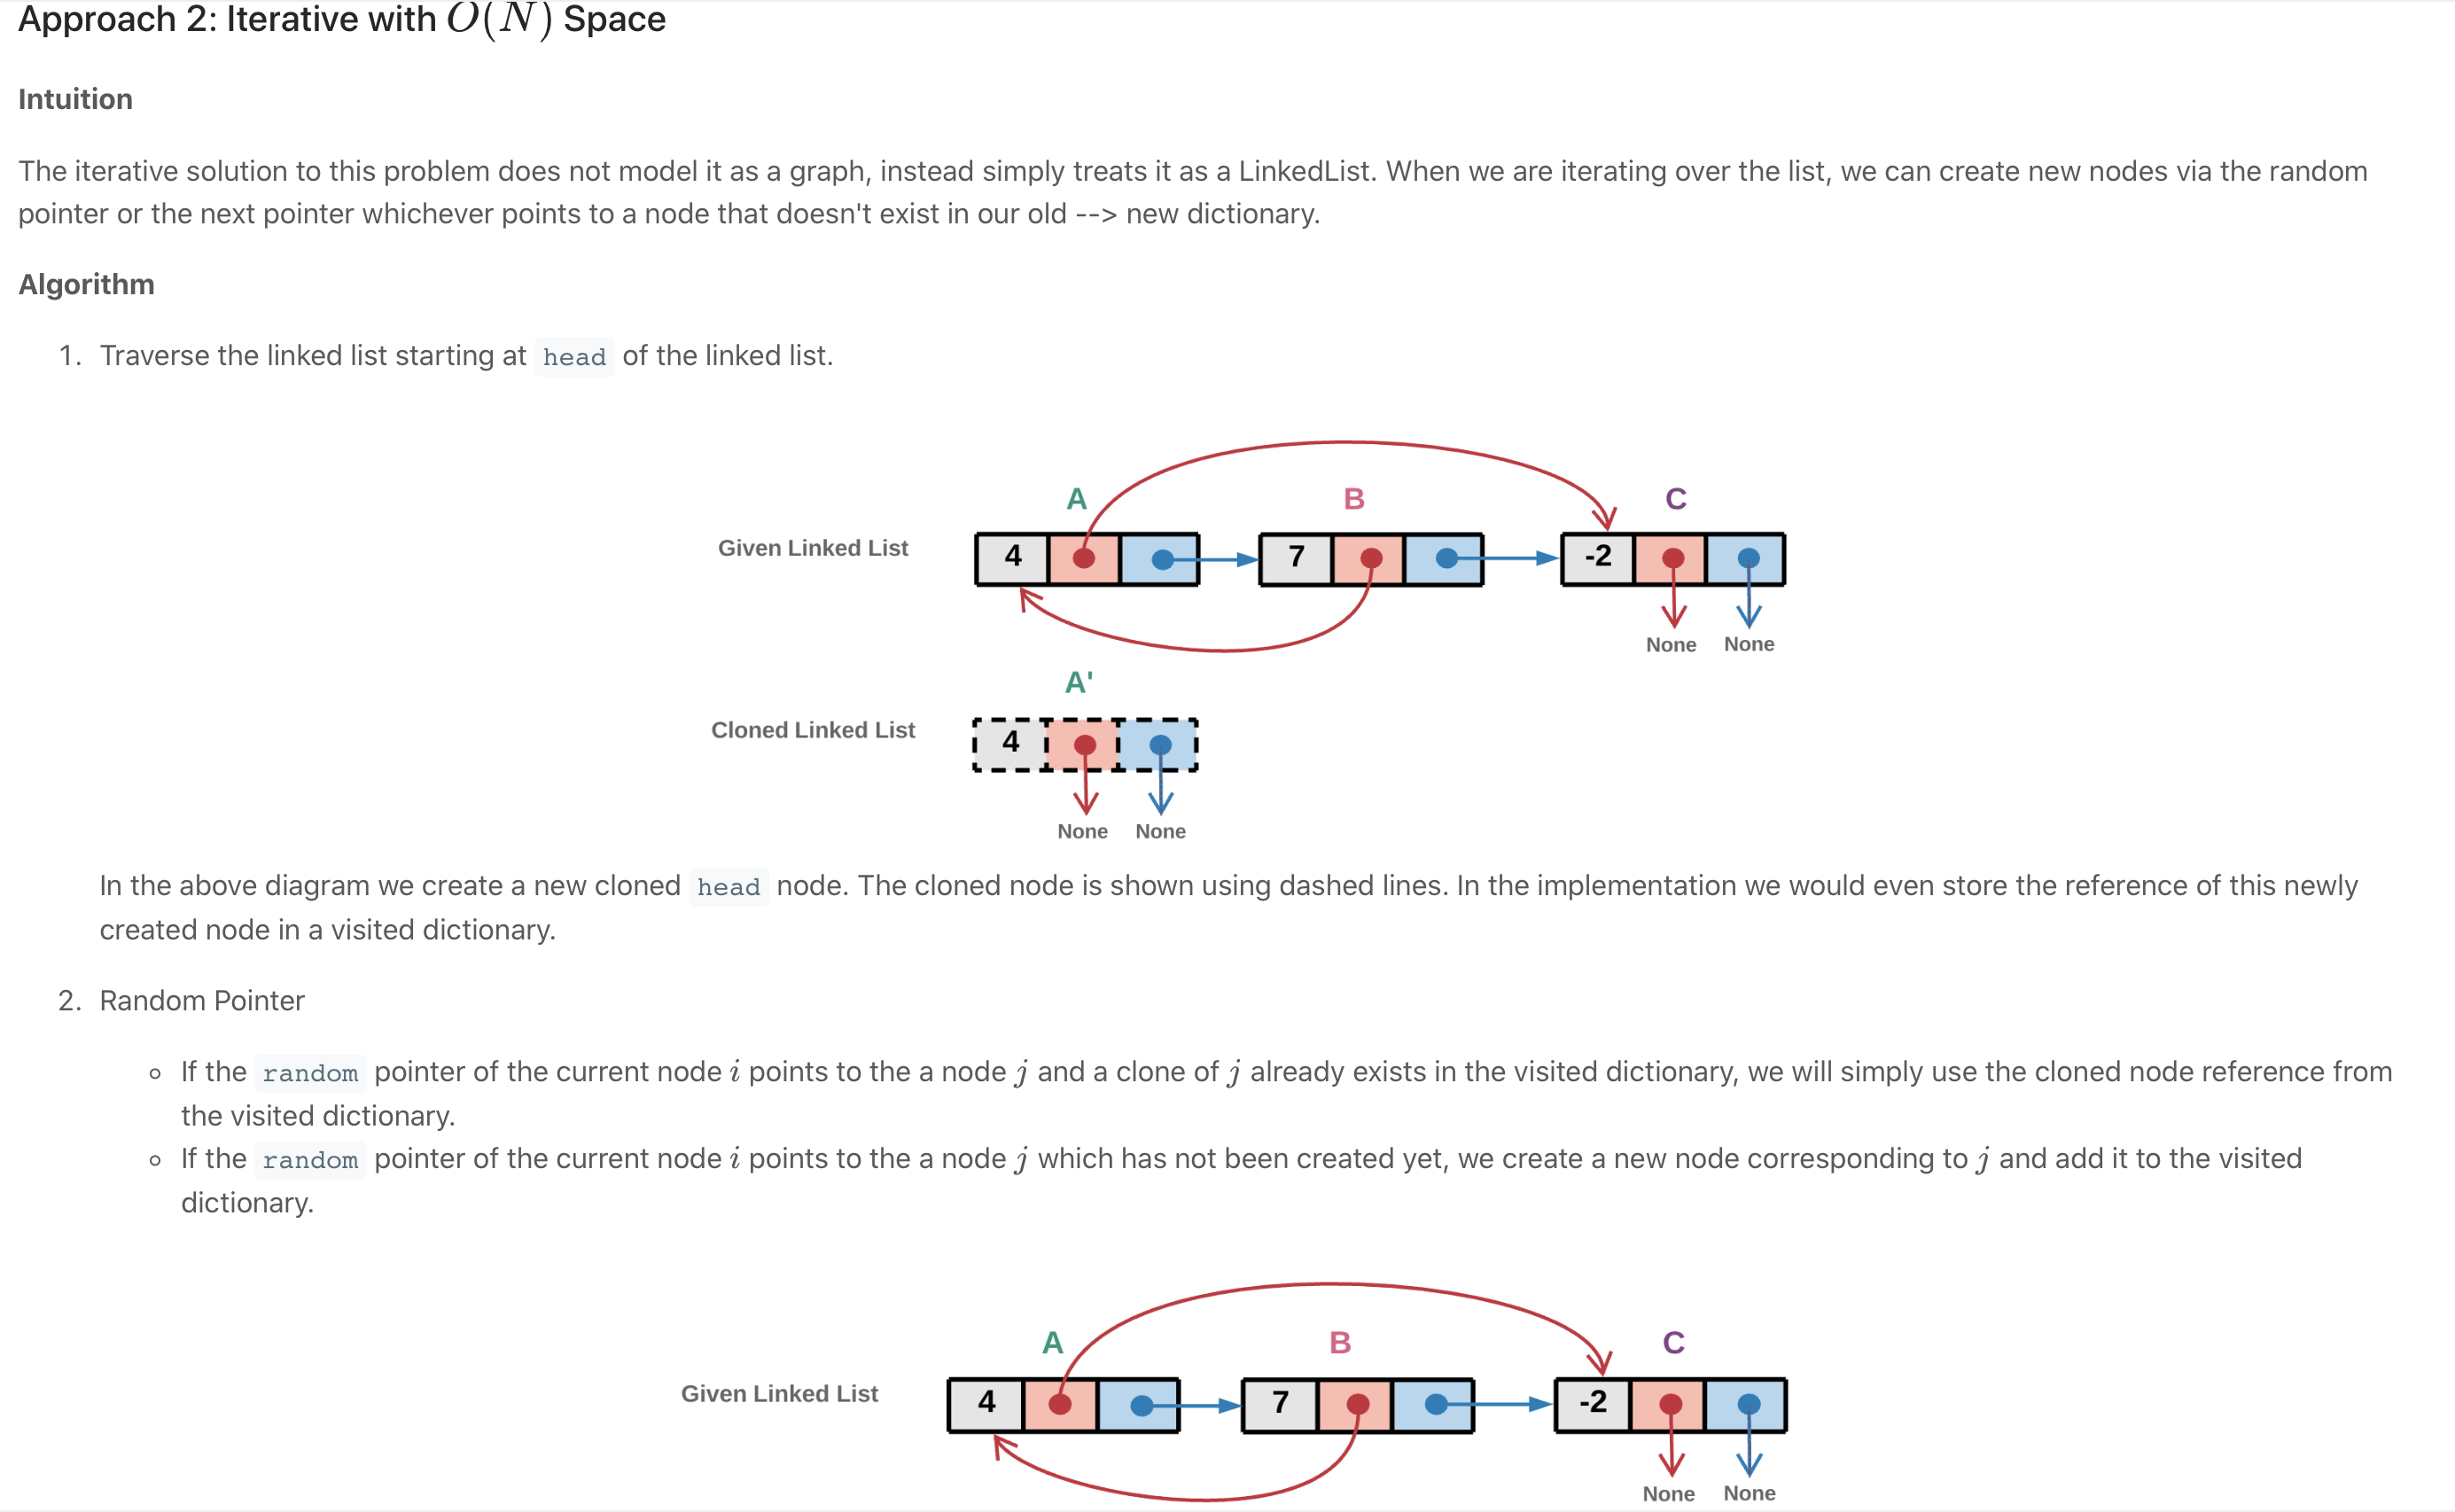 Approach 2: Iterative with O(N) Space
Intuition
The iterative solution to this problem does not model it as a graph, instead simply treats it as a LinkedList. When we are iterating over the list, we can create new nodes via the random
pointer or the next pointer whichever points to a node that doesn't exist in our old --> new dictionary.
Algorithm
1. Traverse the linked list starting at head of the linked list.
A B C
Given Linked List 4 7 -2
None None
A'
Cloned Linked List 4
None None
In the above diagram we create a new cloned head node. The cloned node is shown using dashed lines. In the implementation we would even store the reference of this newly
created node in a visited dictionary.
2. Random Pointer
◦ If the random pointer of the current node i points to the a node j and a clone of j already exists in the visited dictionary, we will simply use the cloned node reference from
the visited dictionary.
◦ If the random pointer of the current node i points to the a node j which has not been created yet, we create a new node corresponding to j and add it to the visited
dictionary.
A B C
Given Linked List 4 7 -2
None None